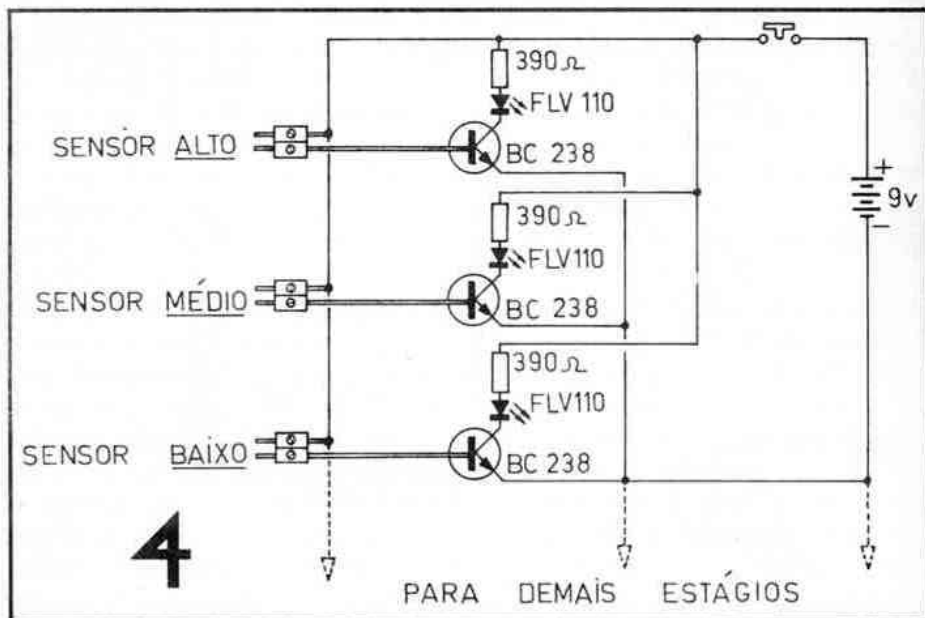 390Ω
FLV 110
SENSOR ALTO
BC 238
+
9v
−
390Ω
FLV110
SENSOR MÉDIO
BC 238
390Ω
FLV110
SENSOR BAIXO
BC 238
4
PARA DEMAIS ESTÁGIOS